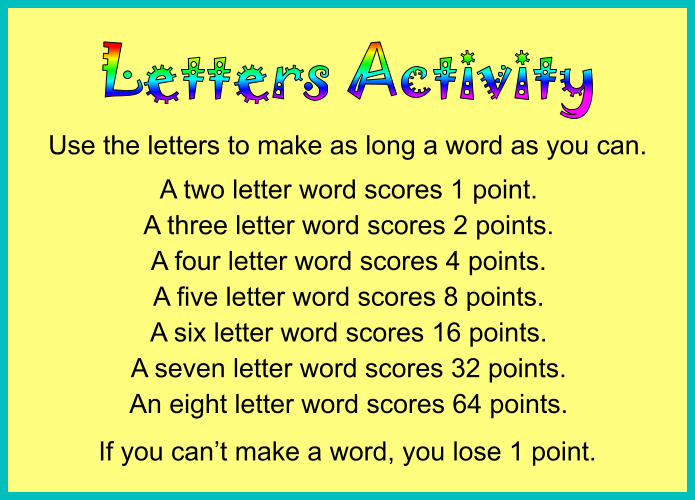 Letters Activity
Use the letters to make as long a word as you can.
A two letter word scores 1 point.
A three letter word scores 2 points.
A four letter word scores 4 points.
A five letter word scores 8 points.
A six letter word scores 16 points.
A seven letter word scores 32 points.
An eight letter word scores 64 points.
If you can’t make a word, you lose 1 point.